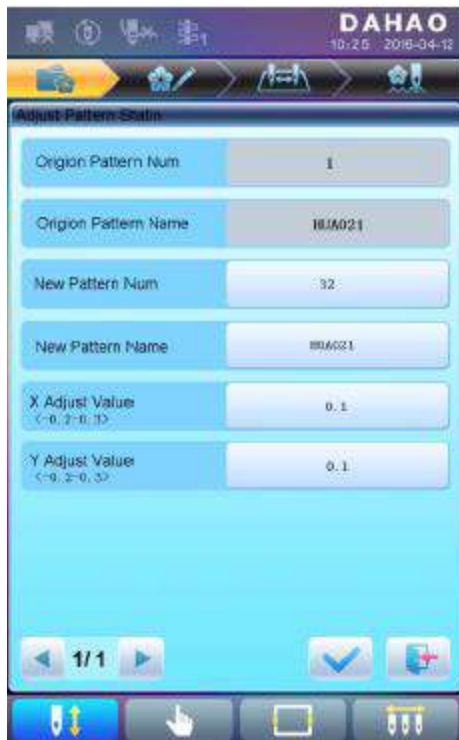 DAHAO
10:25 2016-04-12
1
Adjust Pattern Statin
Origion Pattern Num
1
Origion Pattern Name
HUA021
New Pattern Num
32
New Pattern Name
HUA021
X Adjust Value
<-0.2-0.3>
0.1
Y Adjust Value
<-0.2-0.3>
0.1
1/1